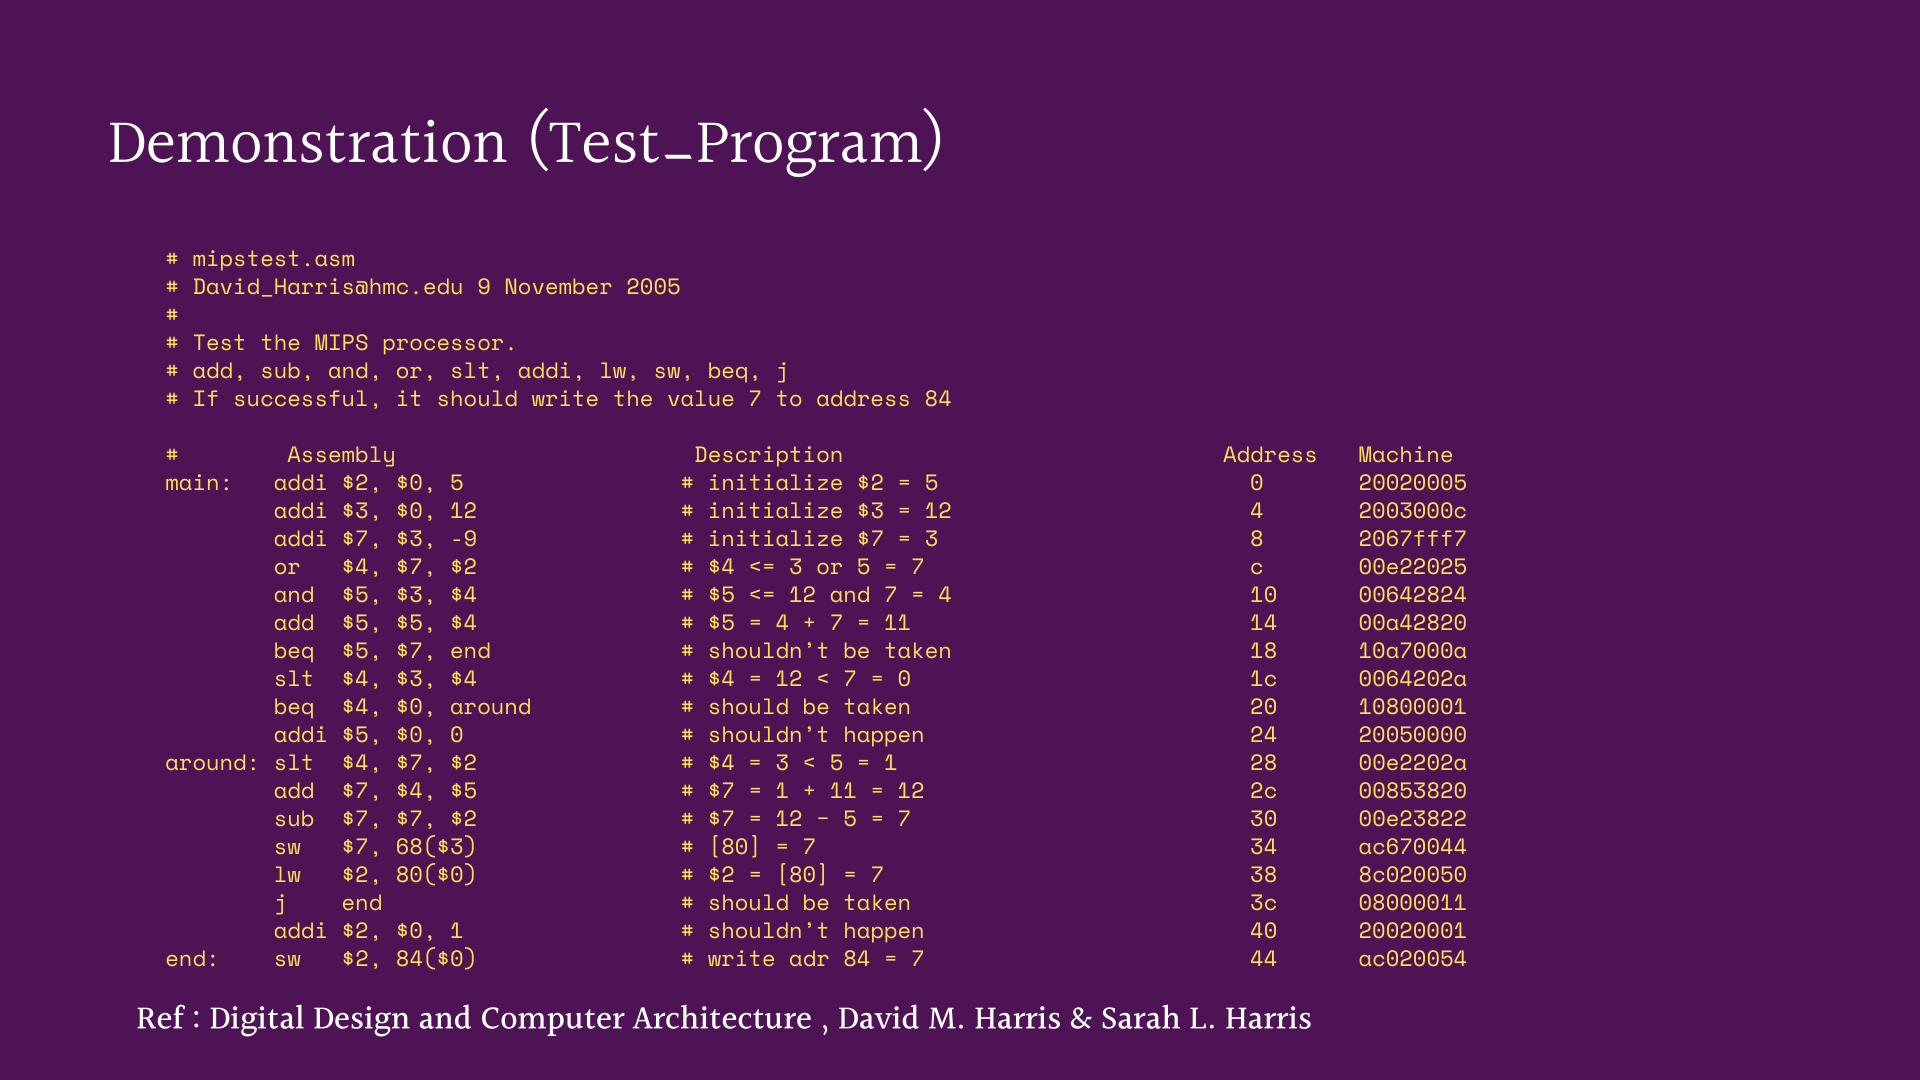 Demonstration (Test_Program)
# mipstest.asm
# David_Harris@hmc.edu 9 November 2005
#
# Test the MIPS processor.
# add, sub, and, or, slt, addi, lw, sw, beq, j
# If successful, it should write the value 7 to address 84
#        Assembly                      Description                            Address   Machine
main:   addi $2, $0, 5                # initialize $2 = 5                       0       20020005
        addi $3, $0, 12               # initialize $3 = 12                      4       2003000c
        addi $7, $3, -9               # initialize $7 = 3                       8       2067fff7
        or   $4, $7, $2               # $4 <= 3 or 5 = 7                        c       00e22025
        and  $5, $3, $4               # $5 <= 12 and 7 = 4                      10      00642824
        add  $5, $5, $4               # $5 = 4 + 7 = 11                         14      00a42820
        beq  $5, $7, end              # shouldn’t be taken                      18      10a7000a
        slt  $4, $3, $4               # $4 = 12 < 7 = 0                         1c      0064202a
        beq  $4, $0, around           # should be taken                         20      10800001
        addi $5, $0, 0                # shouldn’t happen                        24      20050000
around: slt  $4, $7, $2               # $4 = 3 < 5 = 1                          28      00e2202a
        add  $7, $4, $5               # $7 = 1 + 11 = 12                        2c      00853820
        sub  $7, $7, $2               # $7 = 12 – 5 = 7                         30      00e23822
        sw   $7, 68($3)               # [80] = 7                                34      ac670044
        lw   $2, 80($0)               # $2 = [80] = 7                           38      8c020050
        j    end                      # should be taken                         3c      08000011
        addi $2, $0, 1                # shouldn’t happen                        40      20020001
end:    sw   $2, 84($0)               # write adr 84 = 7                        44      ac020054
Ref : Digital Design and Computer Architecture , David M. Harris & Sarah L. Harris